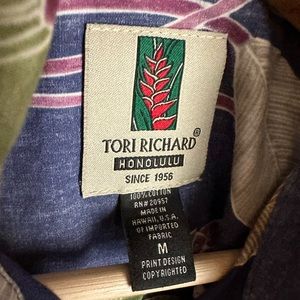 TORI RICHARD®
HONOLULU
SINCE 1956
100% COTTON
RN# 20957
MADE IN
HAWAII, U.S.A.
OF IMPORTED
FABRIC
M
PRINT DESIGN
COPYRIGHTED